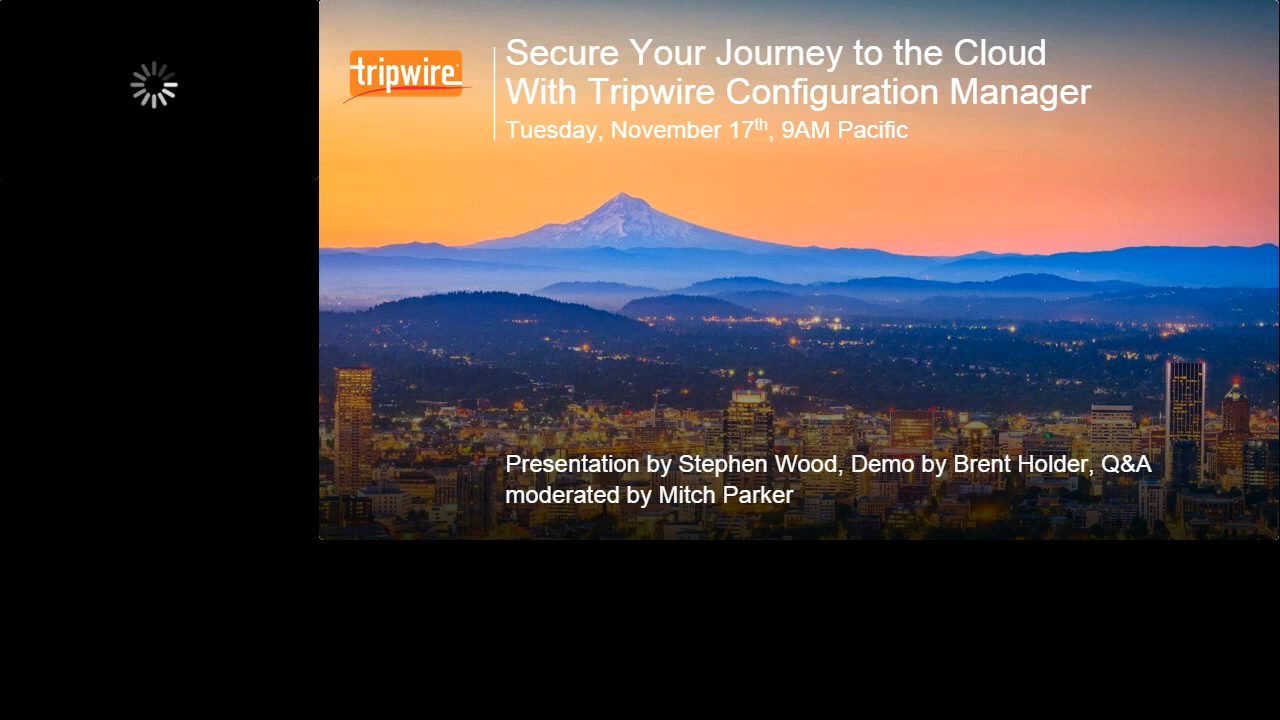 tripwire
Secure Your Journey to the Cloud
With Tripwire Configuration Manager
Tuesday, November 17th, 9AM Pacific
Presentation by Stephen Wood, Demo by Brent Holder, Q&A
moderated by Mitch Parker